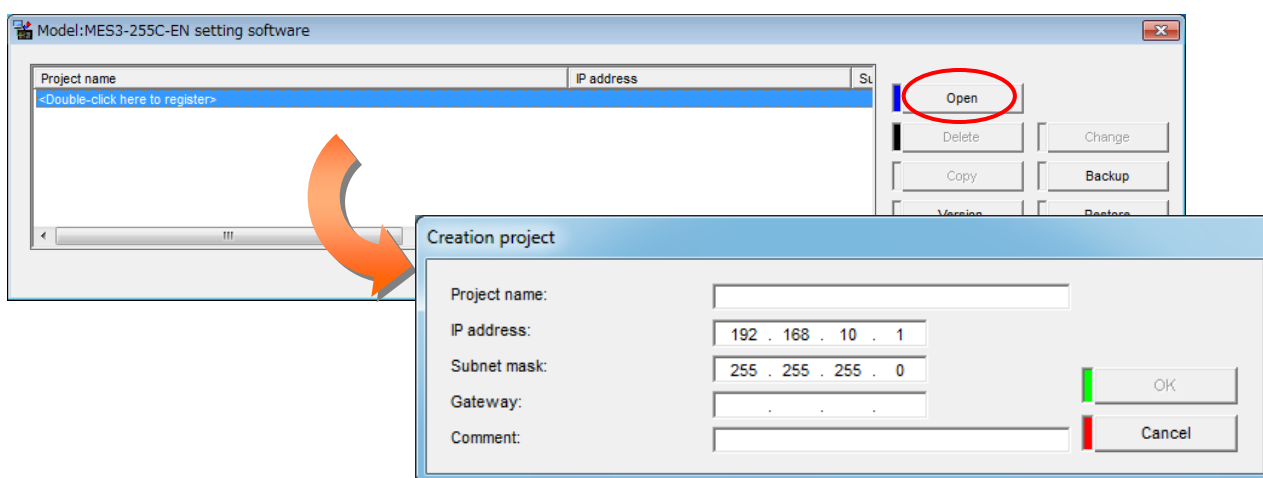 Model:MES3-255C-EN setting software
Project name IP address Su
<Double-click here to register>
Open
Delete Change
Copy Backup
Version Restore
Creation project
Project name:
IP address: 192 . 168 . 10 . 1
Subnet mask: 255 . 255 . 255 . 0
Gateway: . . .
OK
Comment:
Cancel